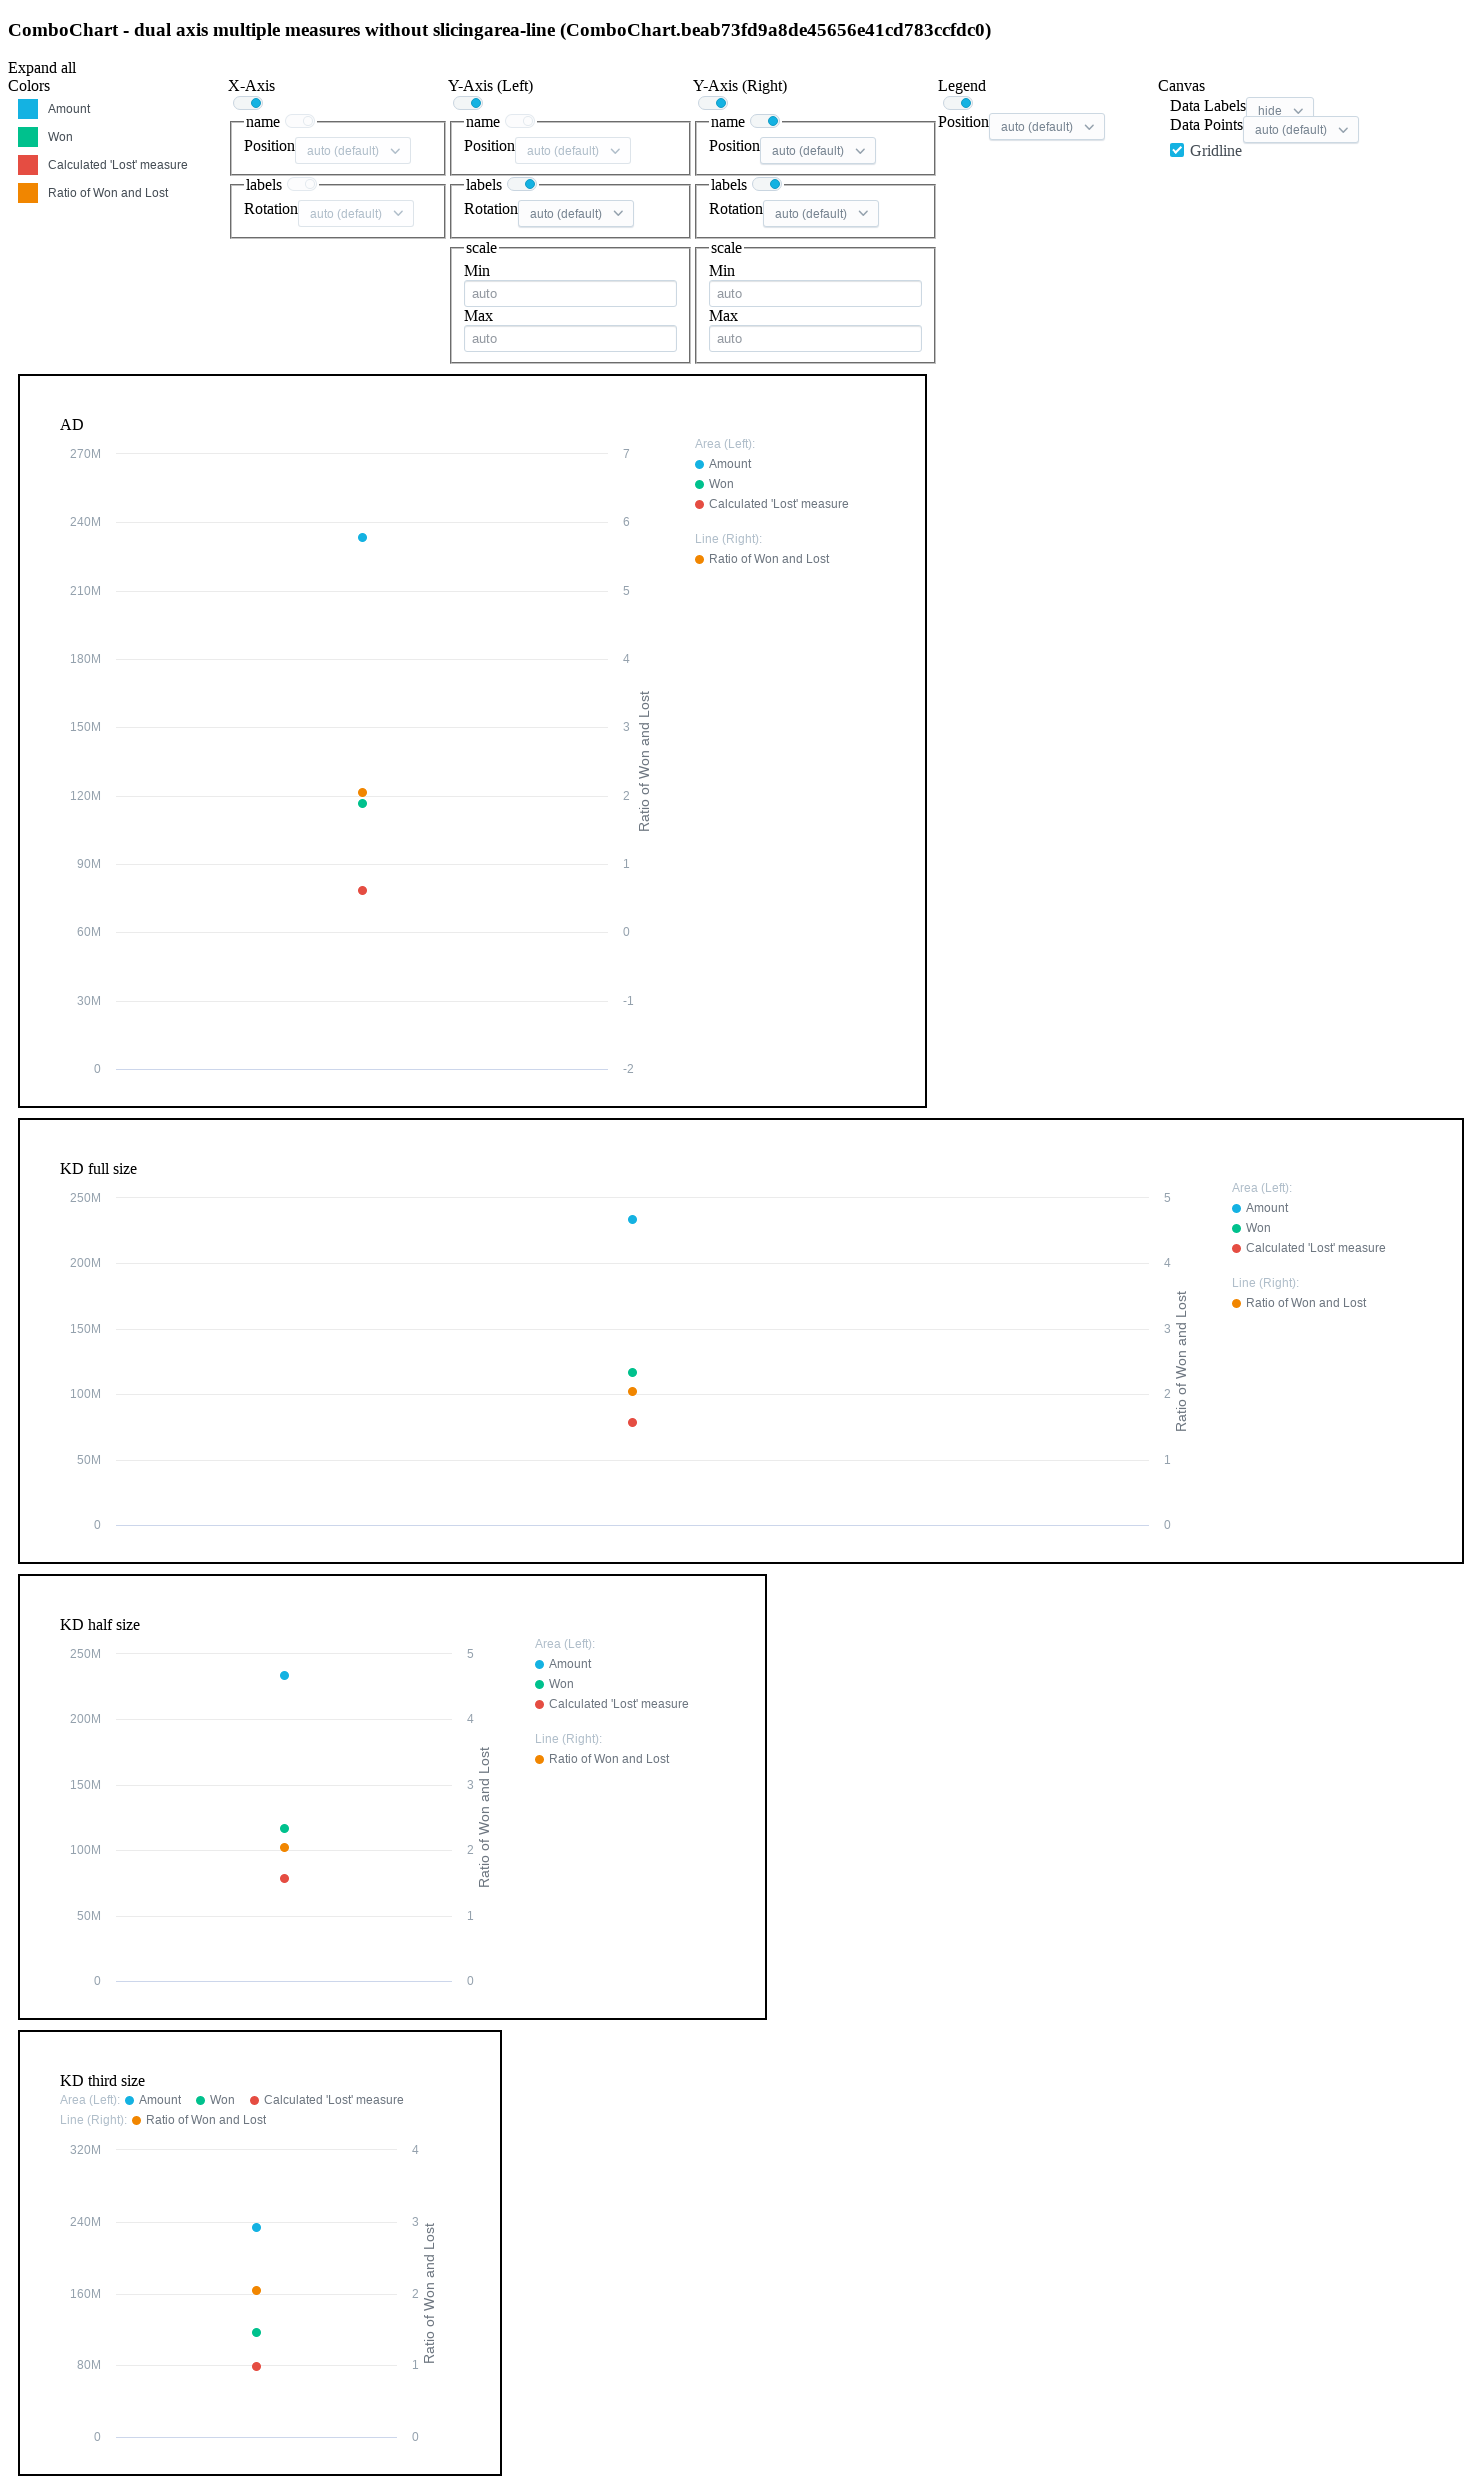 ComboChart - dual axis multiple measures without slicingarea-line (ComboChart.beab73fd9a8de45656e41cd783ccfdc0)
Expand all
Colors
Amount
Won
Calculated 'Lost' measure
Ratio of Won and Lost
X-Axis
name
Position auto (default)
labels
Rotation auto (default)
Y-Axis (Left)
name
Position auto (default)
labels
Rotation auto (default)
scale
Min
auto
Max
auto
Y-Axis (Right)
name
Position auto (default)
labels
Rotation auto (default)
scale
Min
auto
Max
auto
Legend
Position auto (default)
Canvas
Data Labels hide
Data Points auto (default)
Gridline
AD
270M
240M
210M
180M
150M
120M
90M
60M
30M
0
7
6
5
4
3
2
1
0
-1
-2
Ratio of Won and Lost
Area (Left):
Amount
Won
Calculated 'Lost' measure
Line (Right):
Ratio of Won and Lost
KD full size
250M
200M
150M
100M
50M
0
5
4
3
2
1
0
Ratio of Won and Lost
Area (Left):
Amount
Won
Calculated 'Lost' measure
Line (Right):
Ratio of Won and Lost
KD half size
250M
200M
150M
100M
50M
0
5
4
3
2
1
0
Ratio of Won and Lost
Area (Left):
Amount
Won
Calculated 'Lost' measure
Line (Right):
Ratio of Won and Lost
KD third size
Area (Left): Amount Won Calculated 'Lost' measure
Line (Right): Ratio of Won and Lost
320M
240M
160M
80M
0
4
3
2
1
0
Ratio of Won and Lost